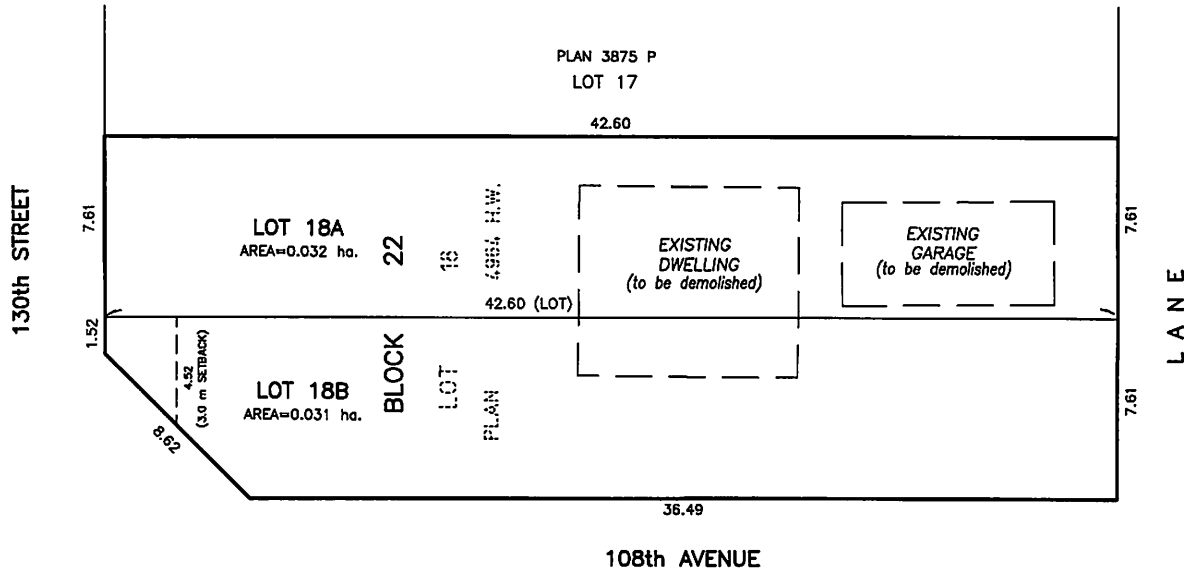 PLAN 3875 P
LOT 17
42.60
130th STREET
7.61
LOT 18A
AREA=0.032 ha.
BLOCK 22
LOT 18
PLAN 4964 H.W.
EXISTING
DWELLING
(to be demolished)
EXISTING
GARAGE
(to be demolished)
7.61
LANE
42.60 (LOT)
1.52
4.52
(3.0 m SETBACK)
LOT 18B
AREA=0.031 ha.
8.62
7.61
36.49
108th AVENUE